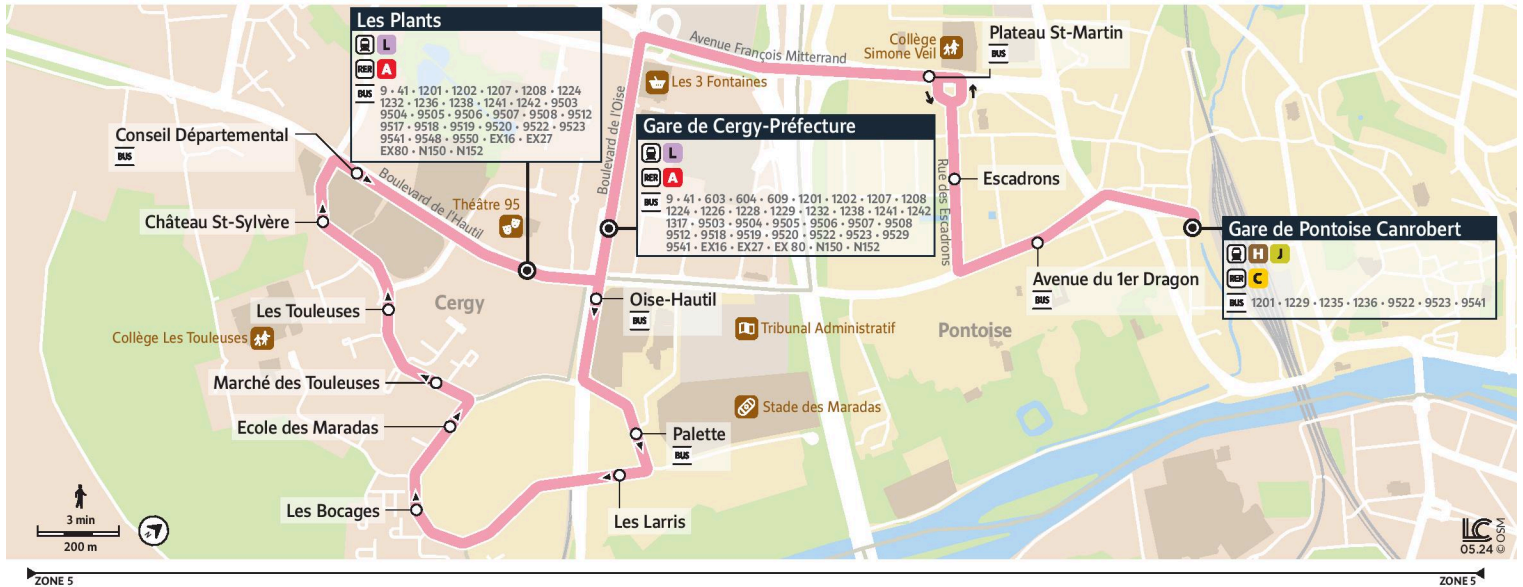 Les Plants
L
RER A
BUS 9 • 41 • 1201 • 1202 • 1207 • 1208 • 1224
1232 • 1236 • 1238 • 1241 • 1242 • 9503
9504 • 9505 • 9506 • 9507 • 9508 • 9512
9517 • 9518 • 9519 • 9520 • 9522 • 9523
9541 • 9548 • 9550 • EX16 • EX27
EX80 • N150 • N152
Avenue François Mitterrand
Collège
Simone Veil
Plateau St-Martin
BUS
Les 3 Fontaines
Boulevard de l'Oise
Gare de Cergy-Préfecture
L
RER A
BUS 9 • 41 • 603 • 604 • 609 • 1201 • 1202 • 1207 • 1208
1224 • 1226 • 1228 • 1229 • 1232 • 1238 • 1241 • 1242
1317 • 9503 • 9504 • 9505 • 9506 • 9507 • 9508
9512 • 9518 • 9519 • 9520 • 9522 • 9523 • 9529
9541 • EX16 • EX27 • EX 80 • N150 • N152
Conseil Départemental
BUS
Boulevard de l'Hautil
Rue des Escadrons
Escadrons
Théâtre 95
Château St-Sylvère
Gare de Pontoise Canrobert
H J
RER C
BUS 1201 • 1229 • 1235 • 1236 • 9522 • 9523 • 9541
Avenue du 1er Dragon
BUS
Cergy
Oise-Hautil
BUS
Les Touleuses
Tribunal Administratif
Pontoise
Collège Les Touleuses
Marché des Touleuses
Stade des Maradas
Ecole des Maradas
Palette
BUS
Les Bocages
Les Larris
3 min
200 m
N
LC
05.24 © OSM
ZONE 5
ZONE 5